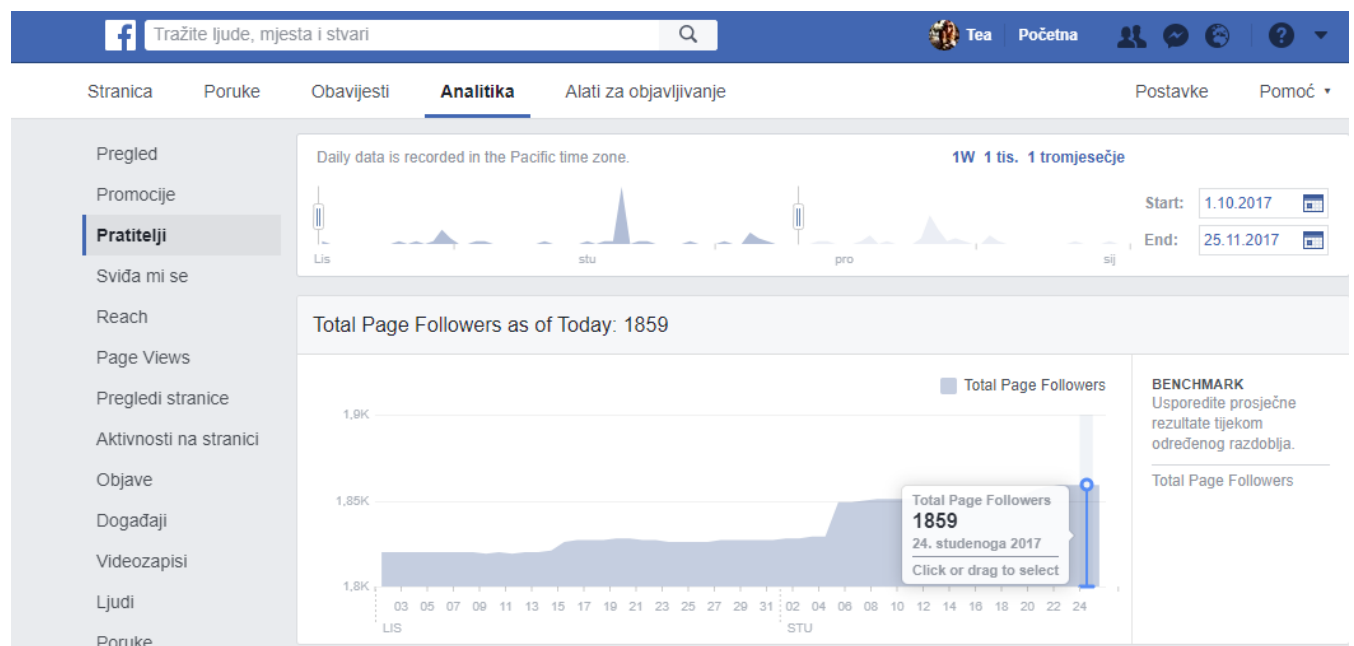 Tražite ljude, mjesta i stvari
Tea Početna
Stranica Poruke Obavijesti Analitika Alati za objavljivanje Postavke Pomoć
Pregled
Promocije
Pratitelji
Sviđa mi se
Reach
Page Views
Pregledi stranice
Aktivnosti na stranici
Objave
Događaji
Videozapisi
Ljudi
Poruke
Daily data is recorded in the Pacific time zone.
1W 1 tis. 1 tromjesečje
Start: 1.10.2017
End: 25.11.2017
Lis stu pro sij
Total Page Followers as of Today: 1859
Total Page Followers
1,9K
1,85K
1,8K
Total Page Followers
1859
24. studenoga 2017
Click or drag to select
03 05 07 09 11 13 15 17 19 21 23 25 27 29 31 02 04 06 08 10 12 14 16 18 20 22 24
LIS STU
BENCHMARK
Usporedite prosječne
rezultate tijekom
određenog razdoblja.
Total Page Followers